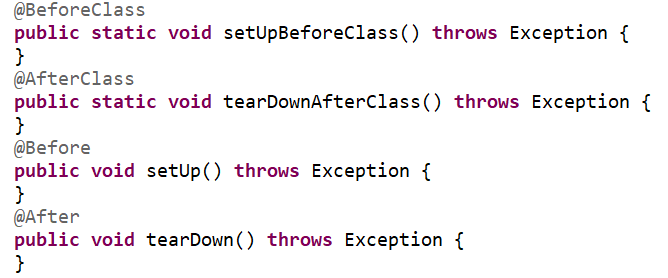 @BeforeClass
public static void setUpBeforeClass() throws Exception {
}
@AfterClass
public static void tearDownAfterClass() throws Exception {
}
@Before
public void setUp() throws Exception {
}
@After
public void tearDown() throws Exception {
}